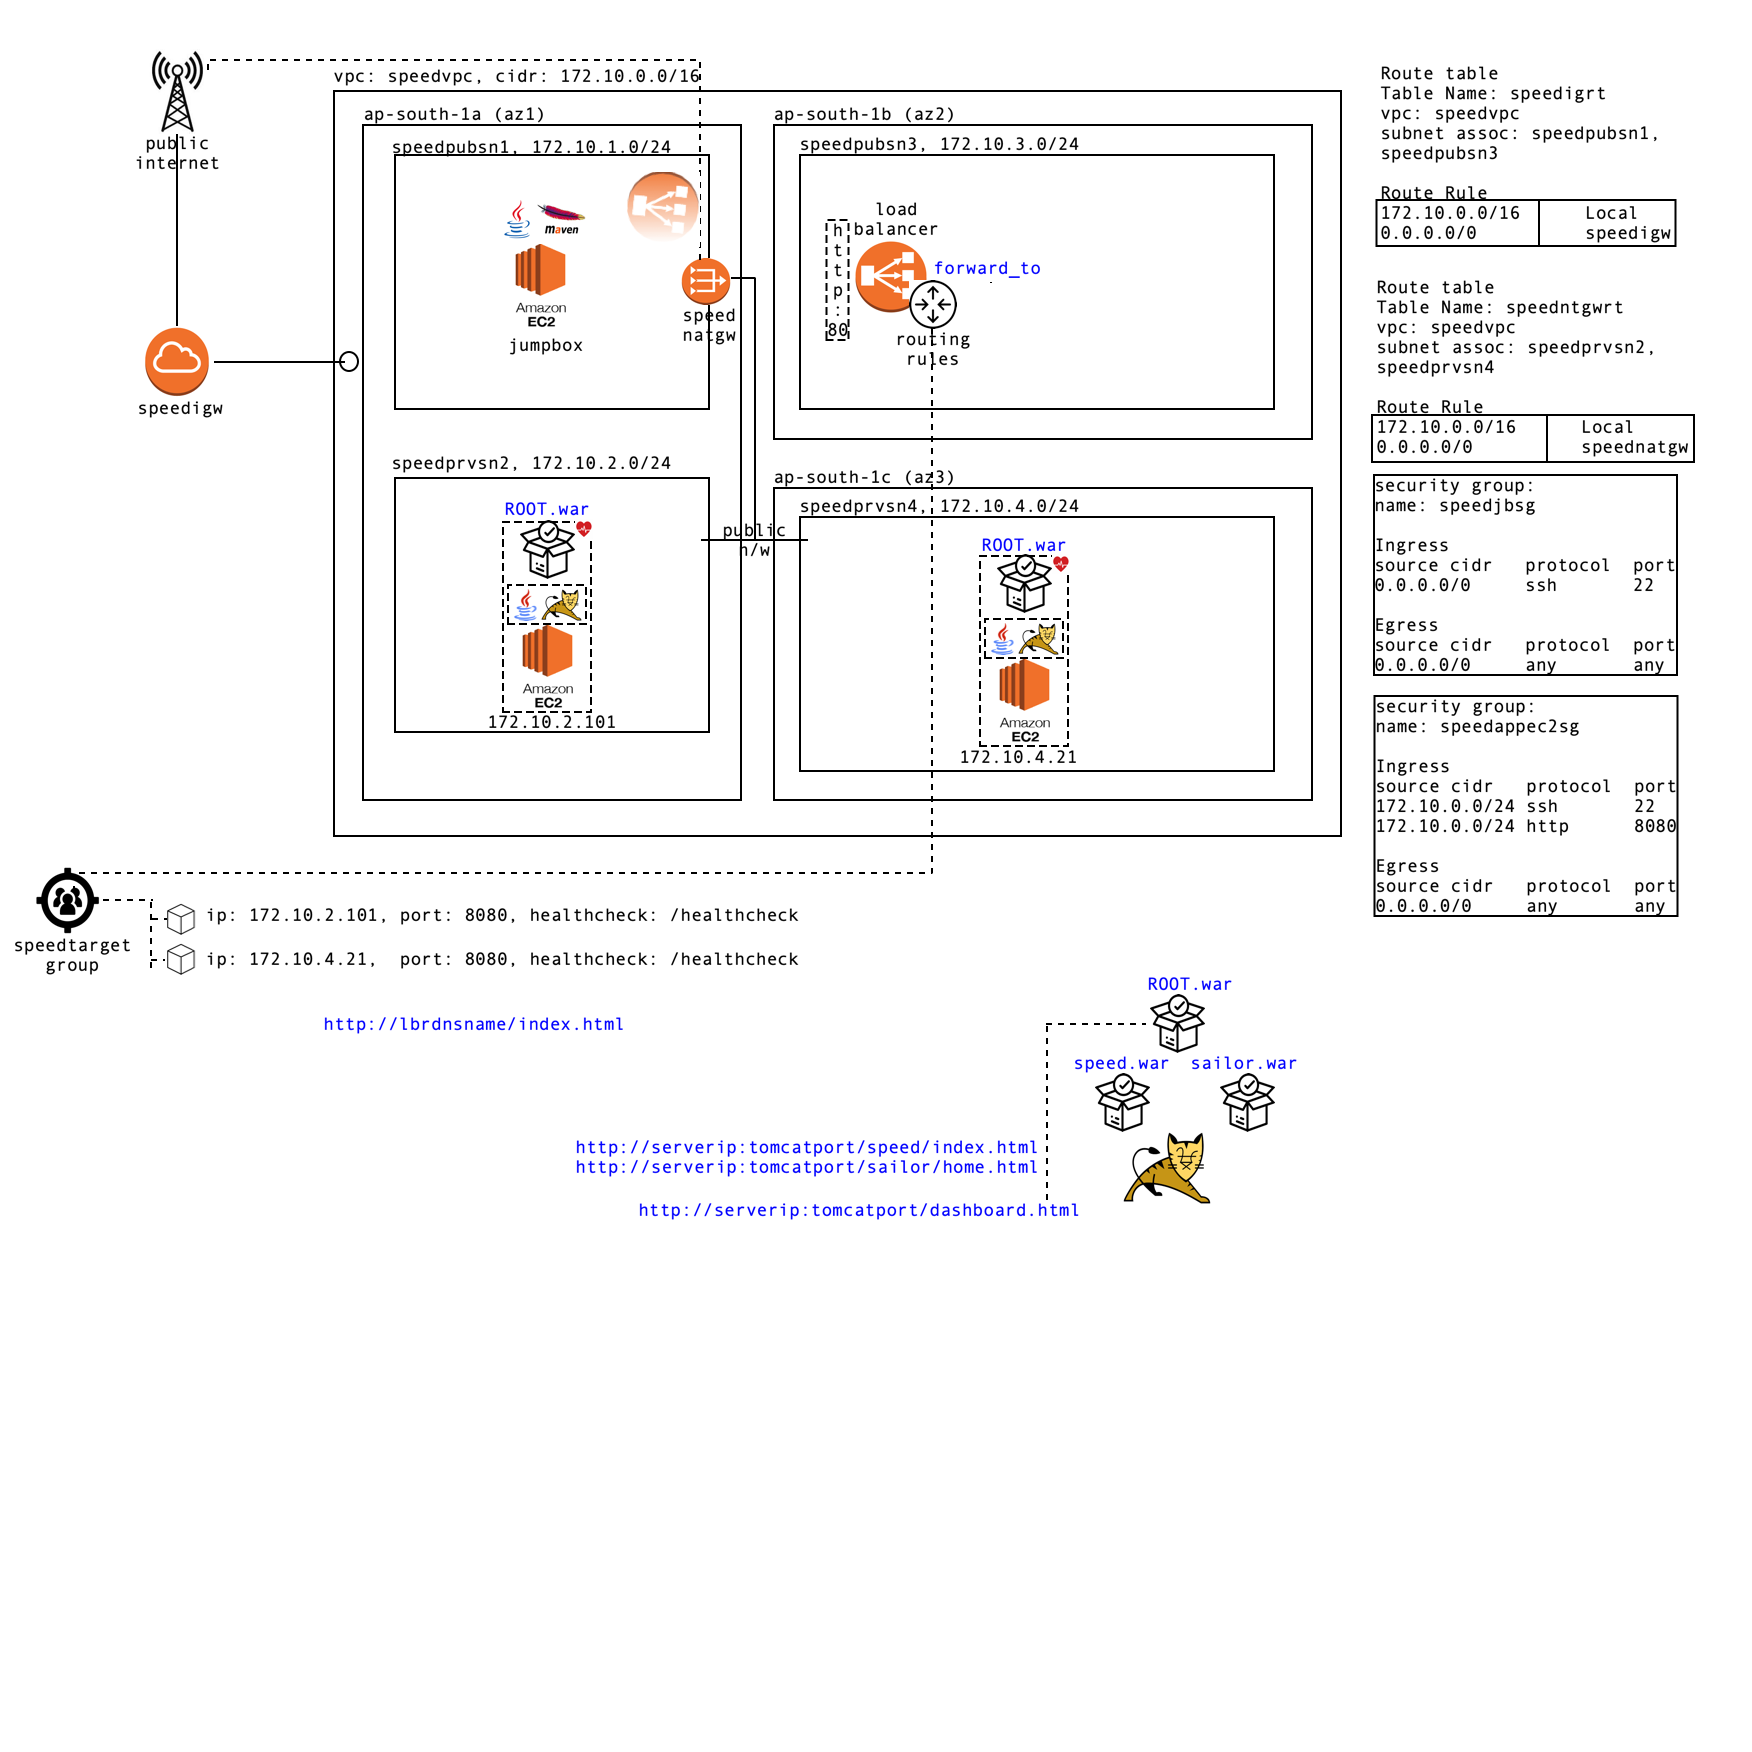 public
internet
speedigw
vpc: speedvpc, cidr: 172.10.0.0/16
ap-south-1a (az1)
speedpubsn1, 172.10.1.0/24
maven
Amazon
EC2
jumpbox
speed
natgw
speedprvsn2, 172.10.2.0/24
ROOT.war
Amazon
EC2
172.10.2.101
public
n/w
ap-south-1b (az2)
speedpubsn3, 172.10.3.0/24
load
balancer
http:80
forward_to
routing
rules
ap-south-1c (az3)
speedprvsn4, 172.10.4.0/24
ROOT.war
Amazon
EC2
172.10.4.21
Route table
Table Name: speedigrt
vpc: speedvpc
subnet assoc: speedpubsn1,
speedpubsn3
Route Rule
172.10.0.0/16 Local
0.0.0.0/0 speedigw
Route table
Table Name: speedntgwrt
vpc: speedvpc
subnet assoc: speedprvsn2,
speedprvsn4
Route Rule
172.10.0.0/16 Local
0.0.0.0/0 speednatgw
security group:
name: speedjbsg
Ingress
source cidr protocol port
0.0.0.0/0 ssh 22
Egress
source cidr protocol port
0.0.0.0/0 any any
security group:
name: speedappec2sg
Ingress
source cidr protocol port
172.10.0.0/24 ssh 22
172.10.0.0/24 http 8080
Egress
source cidr protocol port
0.0.0.0/0 any any
speedtarget
group
ip: 172.10.2.101, port: 8080, healthcheck: /healthcheck
ip: 172.10.4.21, port: 8080, healthcheck: /healthcheck
http://lbrdnsname/index.html
ROOT.war
speed.war sailor.war
http://serverip:tomcatport/speed/index.html
http://serverip:tomcatport/sailor/home.html
http://serverip:tomcatport/dashboard.html